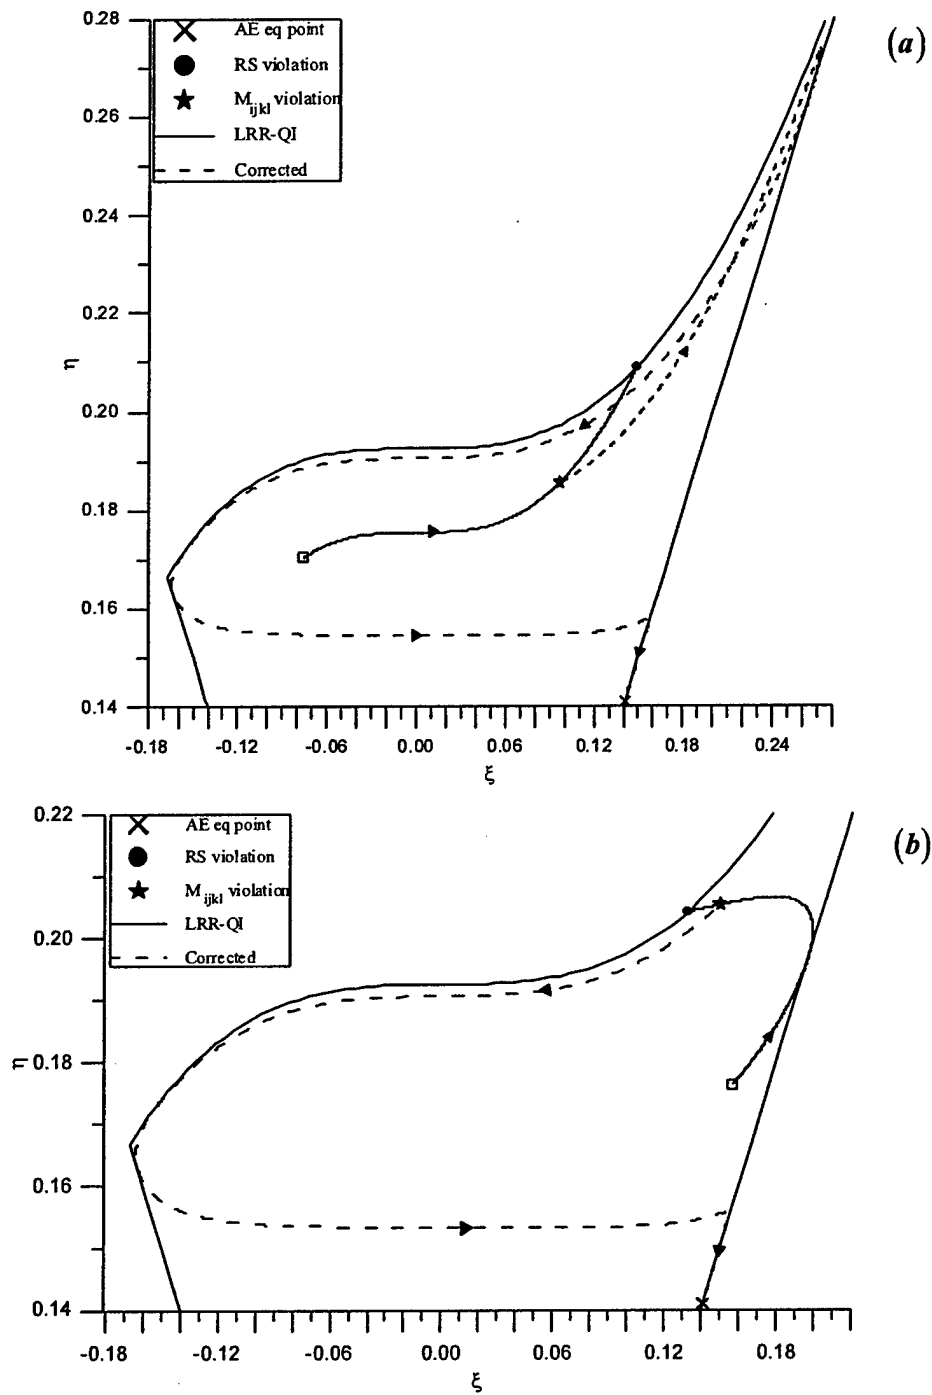 0.28
AE eq point
(a)
RS violation
M_ijkl violation
LRR-QI
Corrected
0.26
0.24
0.22
η
0.20
0.18
0.16
0.14
-0.18 -0.12 -0.06 0.00 0.06 0.12 0.18 0.24
ξ
0.22
AE eq point
(b)
RS violation
M_ijkl violation
LRR-QI
Corrected
0.20
0.18
η
0.16
0.14
-0.18 -0.12 -0.06 0.00 0.06 0.12 0.18
ξ